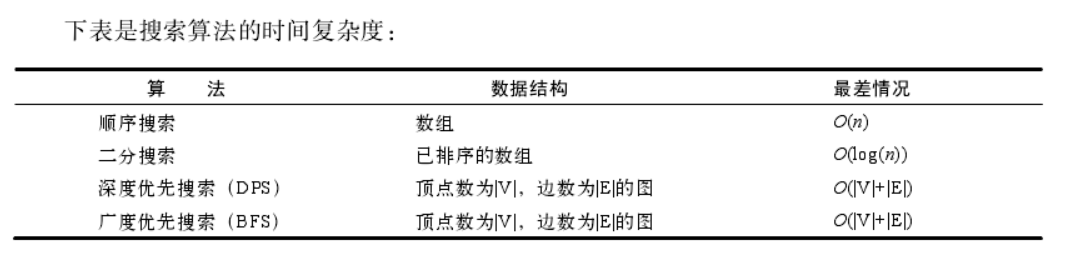 下表是搜索算法的时间复杂度：
算 法 数据结构 最差情况
顺序搜索 数组 O(n)
二分搜索 已排序的数组 O(log(n))
深度优先搜索（DPS） 顶点数为|V|，边数为|E|的图 O(|V|+|E|)
广度优先搜索（BFS） 顶点数为|V|，边数为|E|的图 O(|V|+|E|)